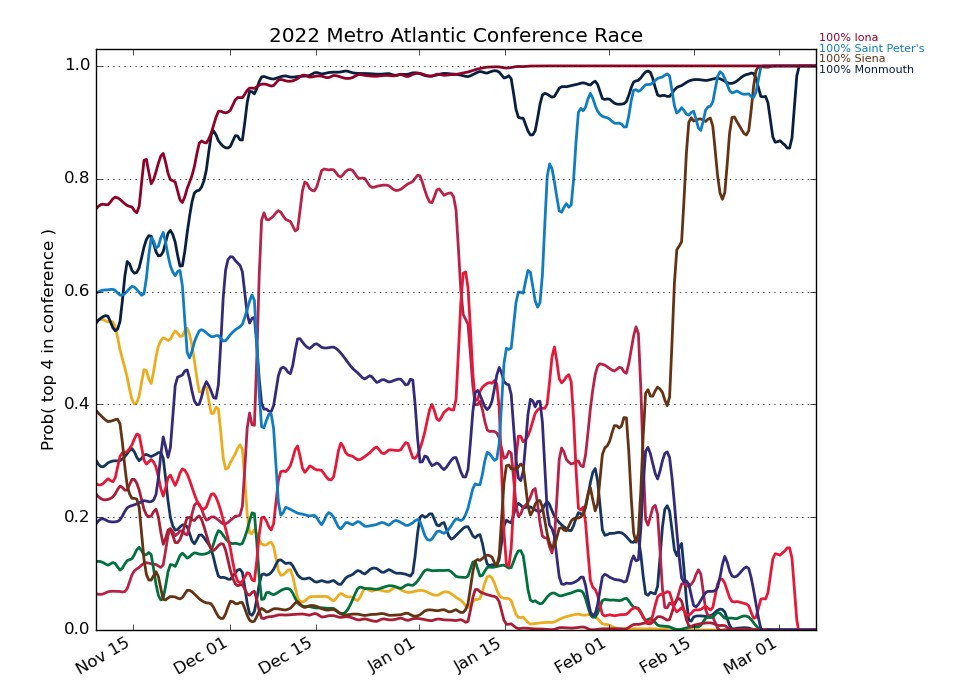 2022 Metro Atlantic Conference Race
100% Iona
100% Saint Peter's
100% Siena
100% Monmouth
Prob( top 4 in conference )
1.0
0.8
0.6
0.4
0.2
0.0
Nov 15
Dec 01
Dec 15
Jan 01
Jan 15
Feb 01
Feb 15
Mar 01